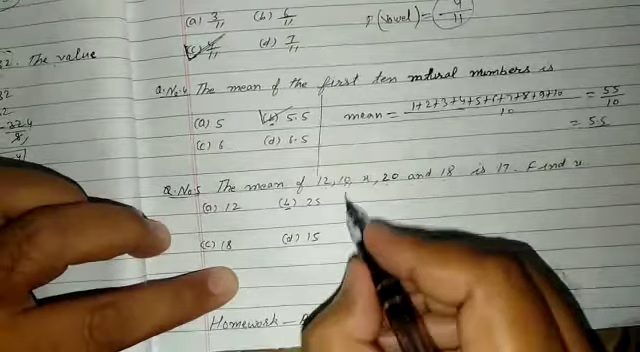 (a) 3/11 (b) 6/11
(c) 4/11 (d) 7/11
P(vowel) = 4/11
32. The value
32
Q.No.4 The mean of the first ten natural numbers is
(a) 5 (b) 5.5
(c) 6 (d) 6.5
mean = 1+2+3+4+5+6+7+8+9+10/10 = 55/10
= 5.5
Q.No.5 The mean of 12, 10, x, 20 and 18 is 17. Find x.
(a) 12 (b) 25
(c) 18 (d) 15
Homework –